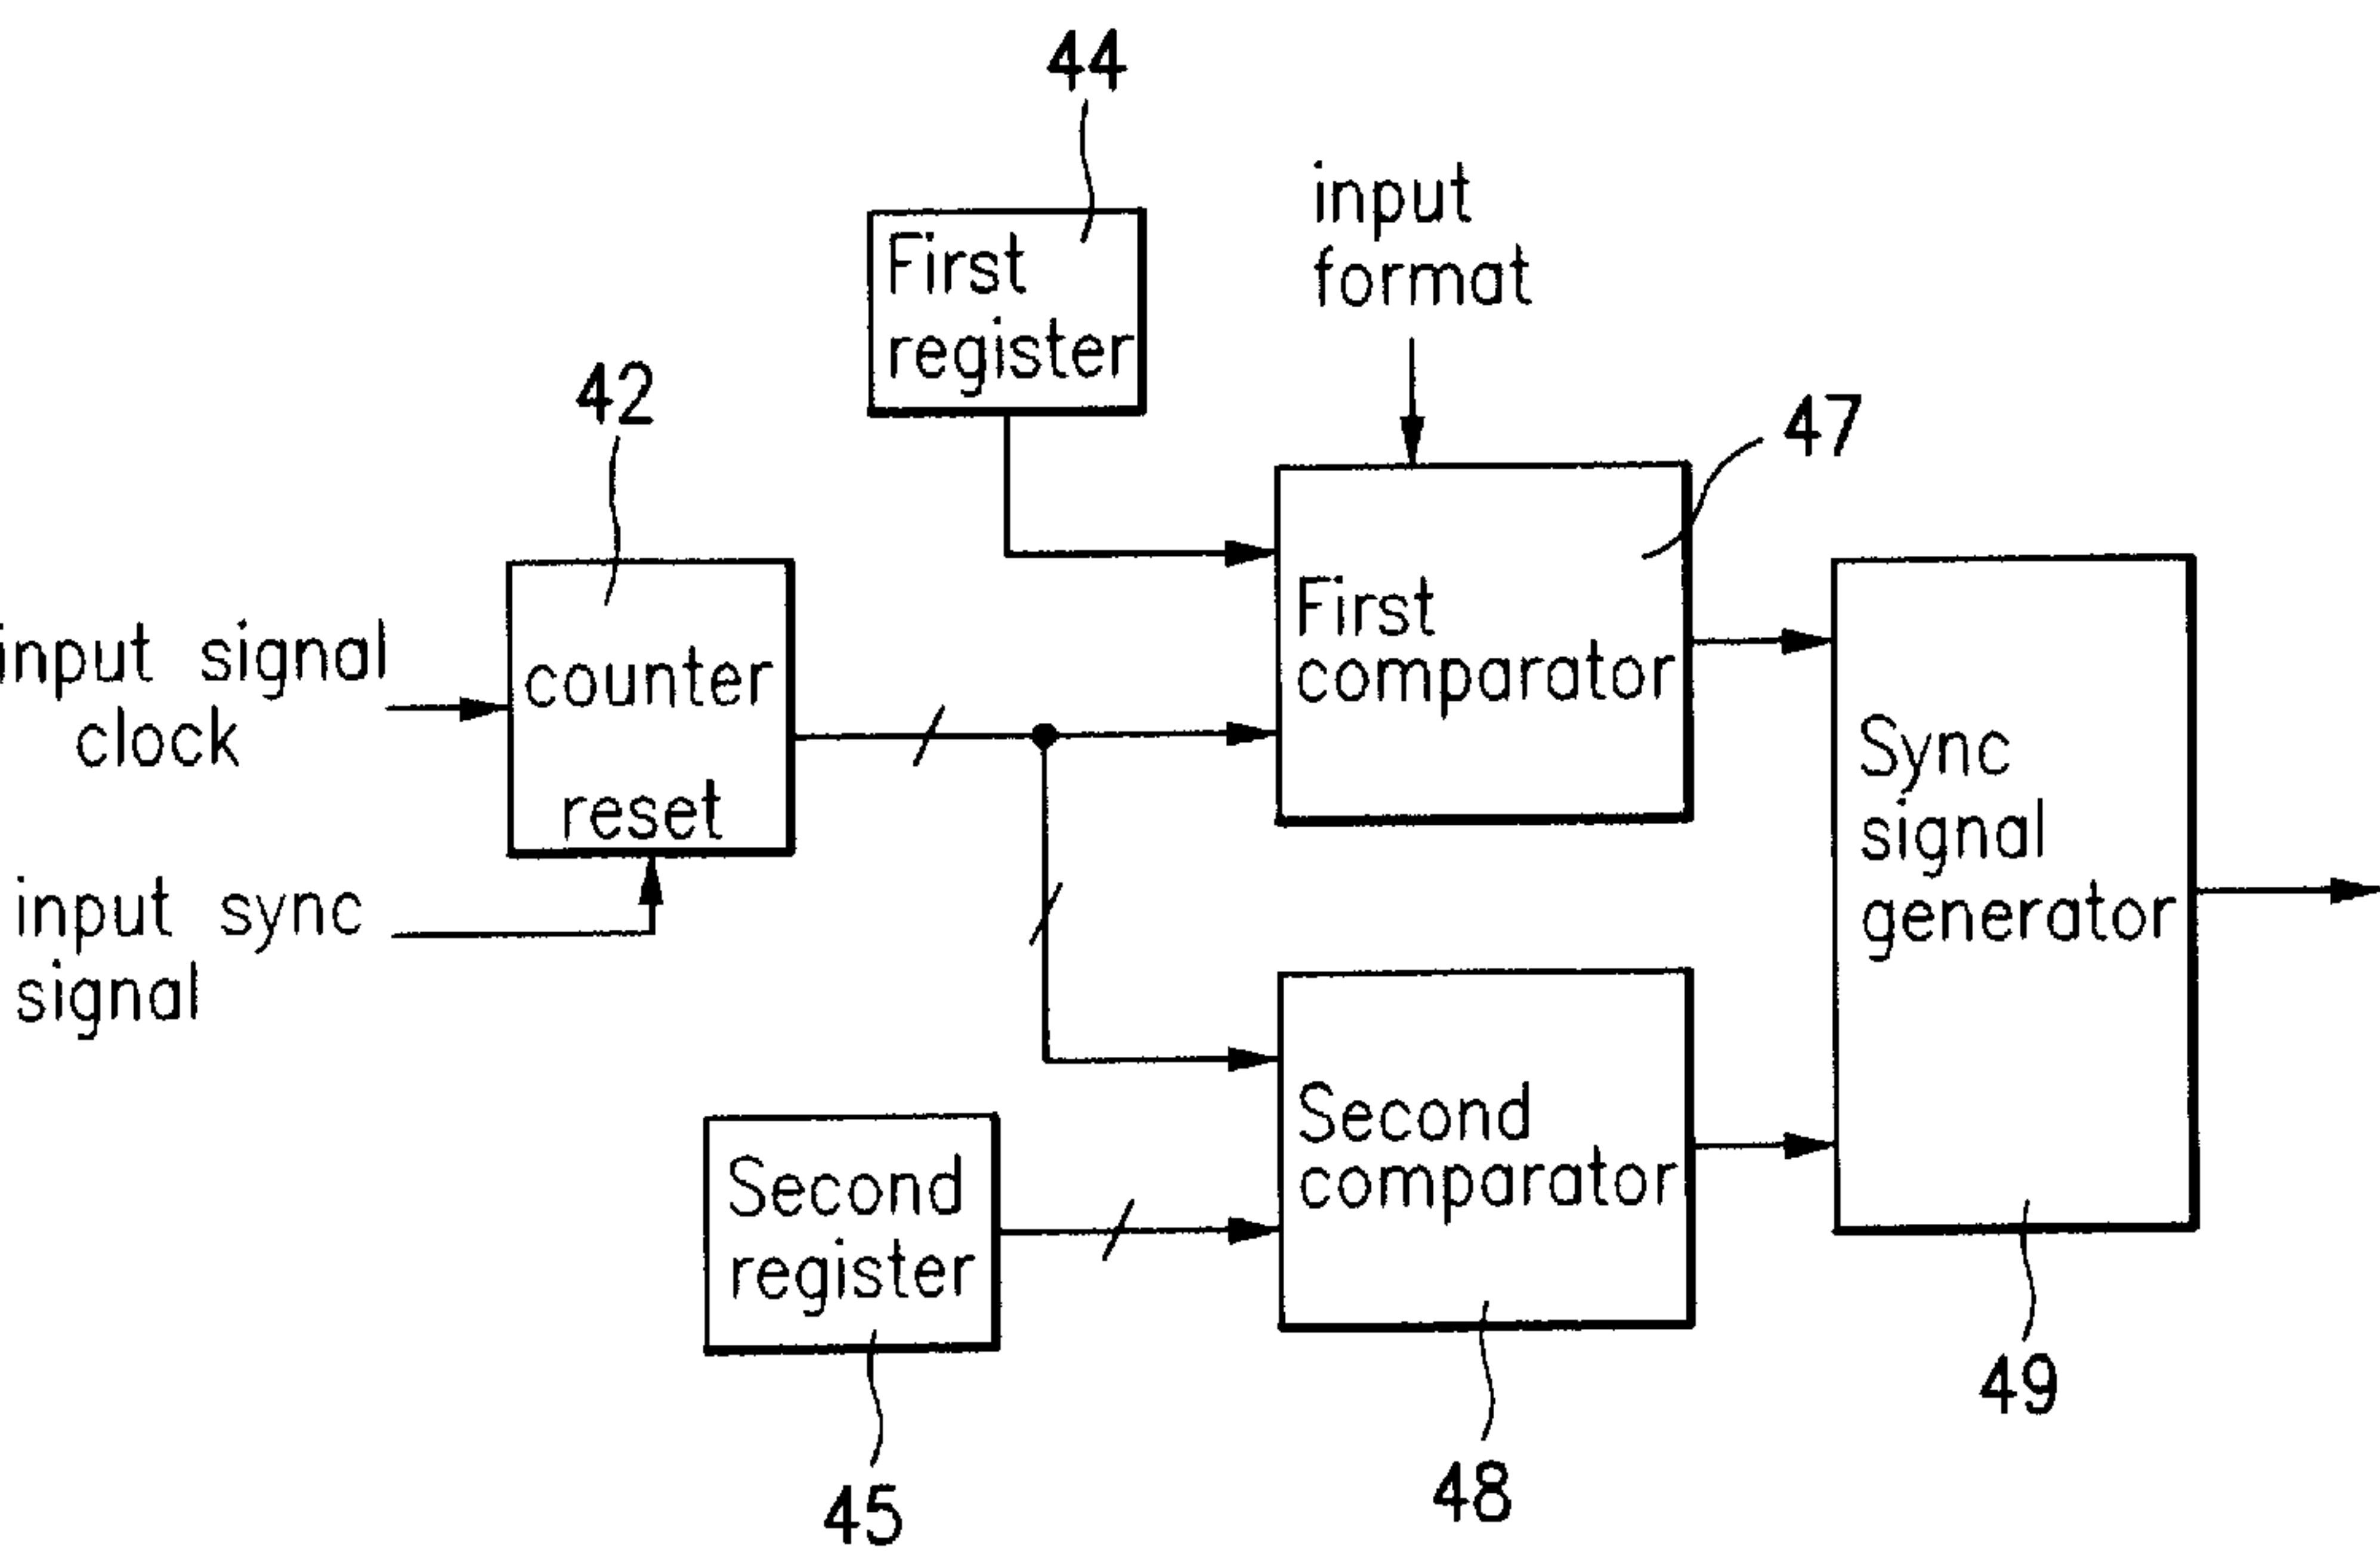 44
First
register
input
format
42
47
input signal
clock
counter
reset
input sync
signal
First
comparator
Sync
signal
generator
Second
comparator
Second
register
45
48
49